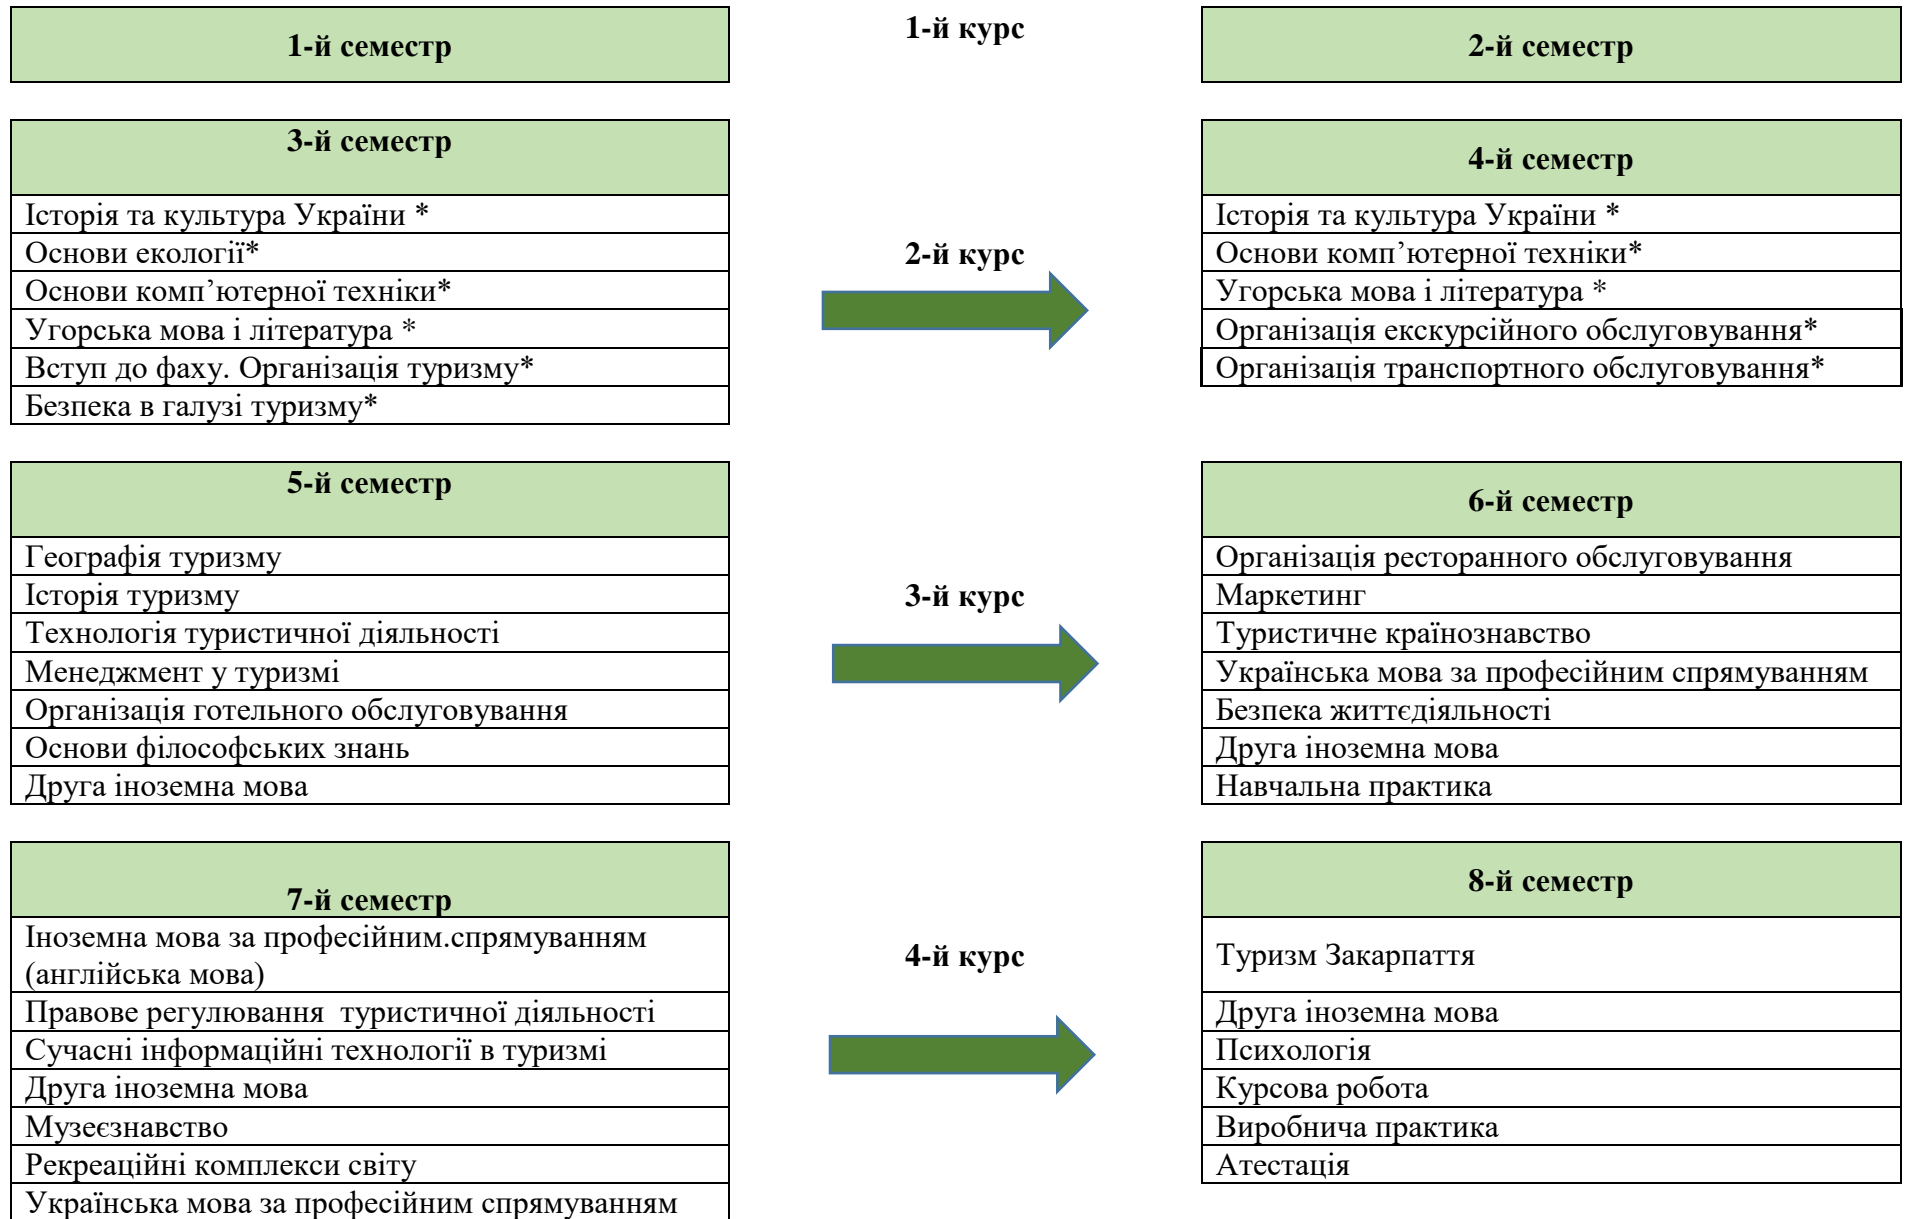 1-й семестр
1-й курс
2-й семестр
3-й семестр
Історія та культура України *
Основи екології*
Основи комп’ютерної техніки*
Угорська мова і література *
Вступ до фаху. Організація туризму*
Безпека в галузі туризму*
2-й курс
4-й семестр
Історія та культура України *
Основи комп’ютерної техніки*
Угорська мова і література *
Організація екскурсійного обслуговування*
Організація транспортного обслуговування*
5-й семестр
Географія туризму
Історія туризму
Технологія туристичної діяльності
Менеджмент у туризмі
Організація готельного обслуговування
Основи філософських знань
Друга іноземна мова
3-й курс
6-й семестр
Організація ресторанного обслуговування
Маркетинг
Туристичне країнознавство
Українська мова за професійним спрямуванням
Безпека життєдіяльності
Друга іноземна мова
Навчальна практика
7-й семестр
Іноземна мова за професійним.спрямуванням
(англійська мова)
Правове регулювання  туристичної діяльності
Сучасні інформаційні технології в туризмі
Друга іноземна мова
Музеєзнавство
Рекреаційні комплекси світу
Українська мова за професійним спрямуванням
4-й курс
8-й семестр
Туризм Закарпаття
Друга іноземна мова
Психологія
Курсова робота
Виробнича практика
Атестація